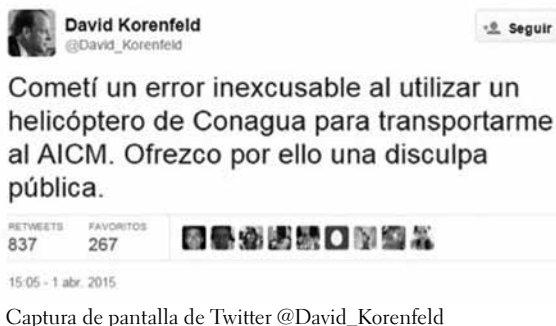 David Korenfeld
@David_Korenfeld
Seguir
Cometí un error inexcusable al utilizar un
helicóptero de Conagua para transportarme
al AICM. Ofrezco por ello una disculpa
pública.
RETWEETS FAVORITOS
837 267
15:05 - 1 abr. 2015
Captura de pantalla de Twitter @David_Korenfeld